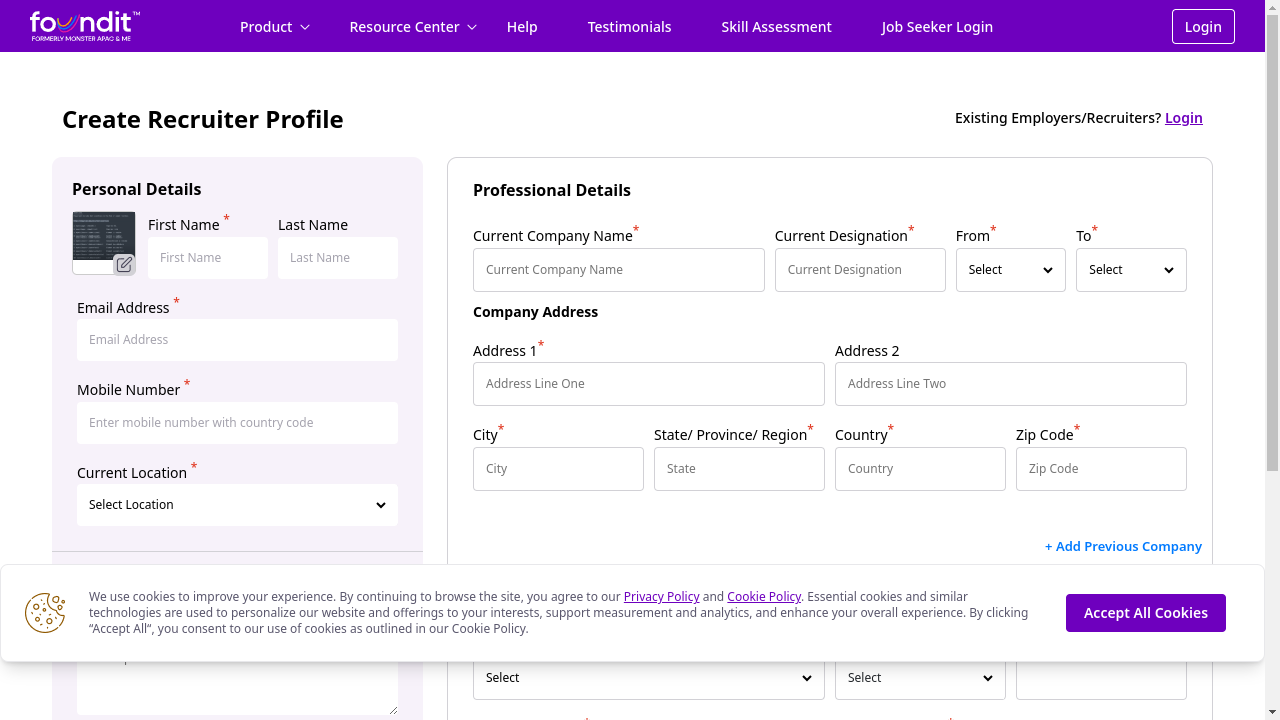 foundit™
FORMERLY MONSTER APAC & ME
Product
Resource Center
Help
Testimonials
Skill Assessment
Job Seeker Login
Login
Create Recruiter Profile
Existing Employers/Recruiters? Login
Personal Details
First Name *
Last Name
First Name
Last Name
Email Address *
Email Address
Mobile Number *
Enter mobile number with country code
Current Location *
Select Location
Professional Details
Current Company Name*
Current Designation*
From*
To*
Current Company Name
Current Designation
Select
Select
Company Address
Address 1*
Address 2
Address Line One
Address Line Two
City*
State/ Province/ Region*
Country*
Zip Code*
City
State
Country
Zip Code
+ Add Previous Company
We use cookies to improve your experience. By continuing to browse the site, you agree to our Privacy Policy and Cookie Policy. Essential cookies and similar
technologies are used to personalize our website and offerings to your interests, support measurement and analytics, and enhance your overall experience. By clicking
“Accept All“, you consent to our use of cookies as outlined in our Cookie Policy.
Accept All Cookies
Select
Select